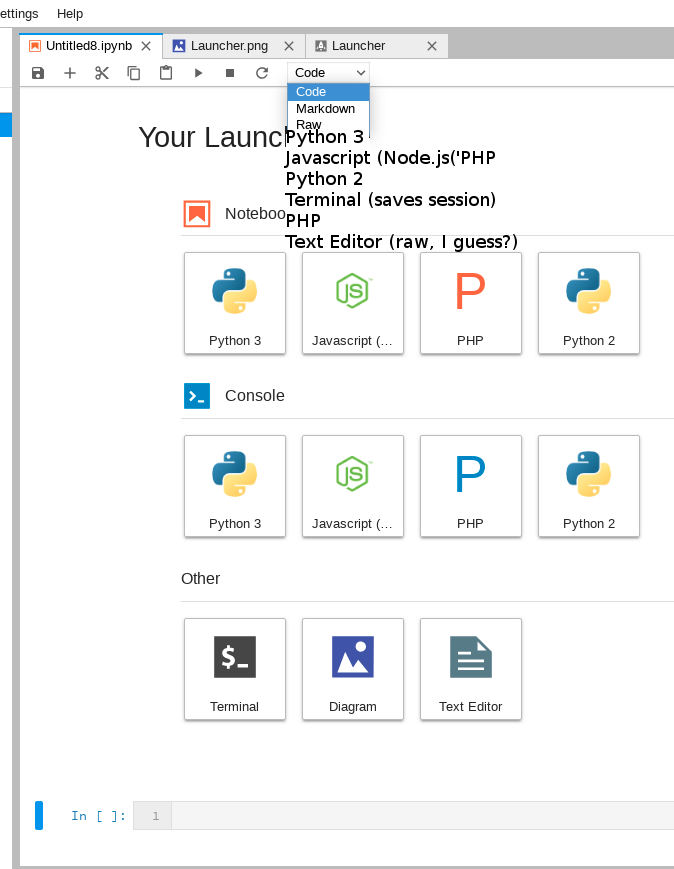 ettings Help
Untitled8.ipynb Launcher.png Launcher
Code
Code
Markdown
Raw
Python 3
Javascript (Node.js('PHP
Python 2
Terminal (saves session)
PHP
Text Editor (raw, I guess?)
Your Launc
Noteboo
Python 3 Javascript (… PHP Python 2
Console
Python 3 Javascript (… PHP Python 2
Other
$_
Terminal Diagram Text Editor
In [ ]: 1